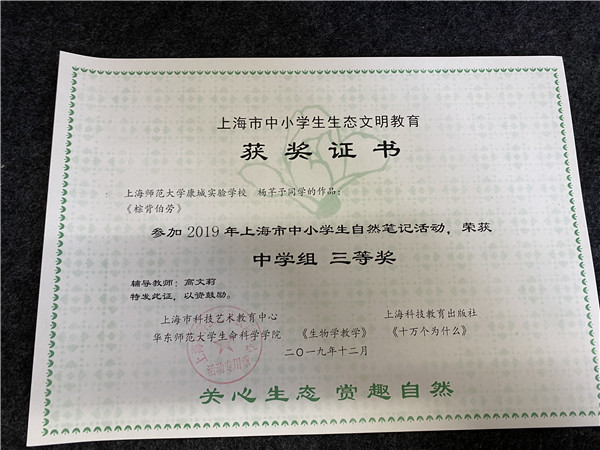 上海市中小学生生态文明教育
获奖证书
上海师范大学康城实验学校 杨芊予同学的作品：
《棕背伯劳》
参加2019年上海市中小学生自然笔记活动，荣获
中学组 三等奖
辅导教师：高文莉
特发此证，以资鼓励。
上海市科技艺术教育中心 上海科技教育出版社
华东师范大学生命科学学院 《生物学教学》 《十万个为什么》
二〇一九年十二月
关心生态 赏趣自然